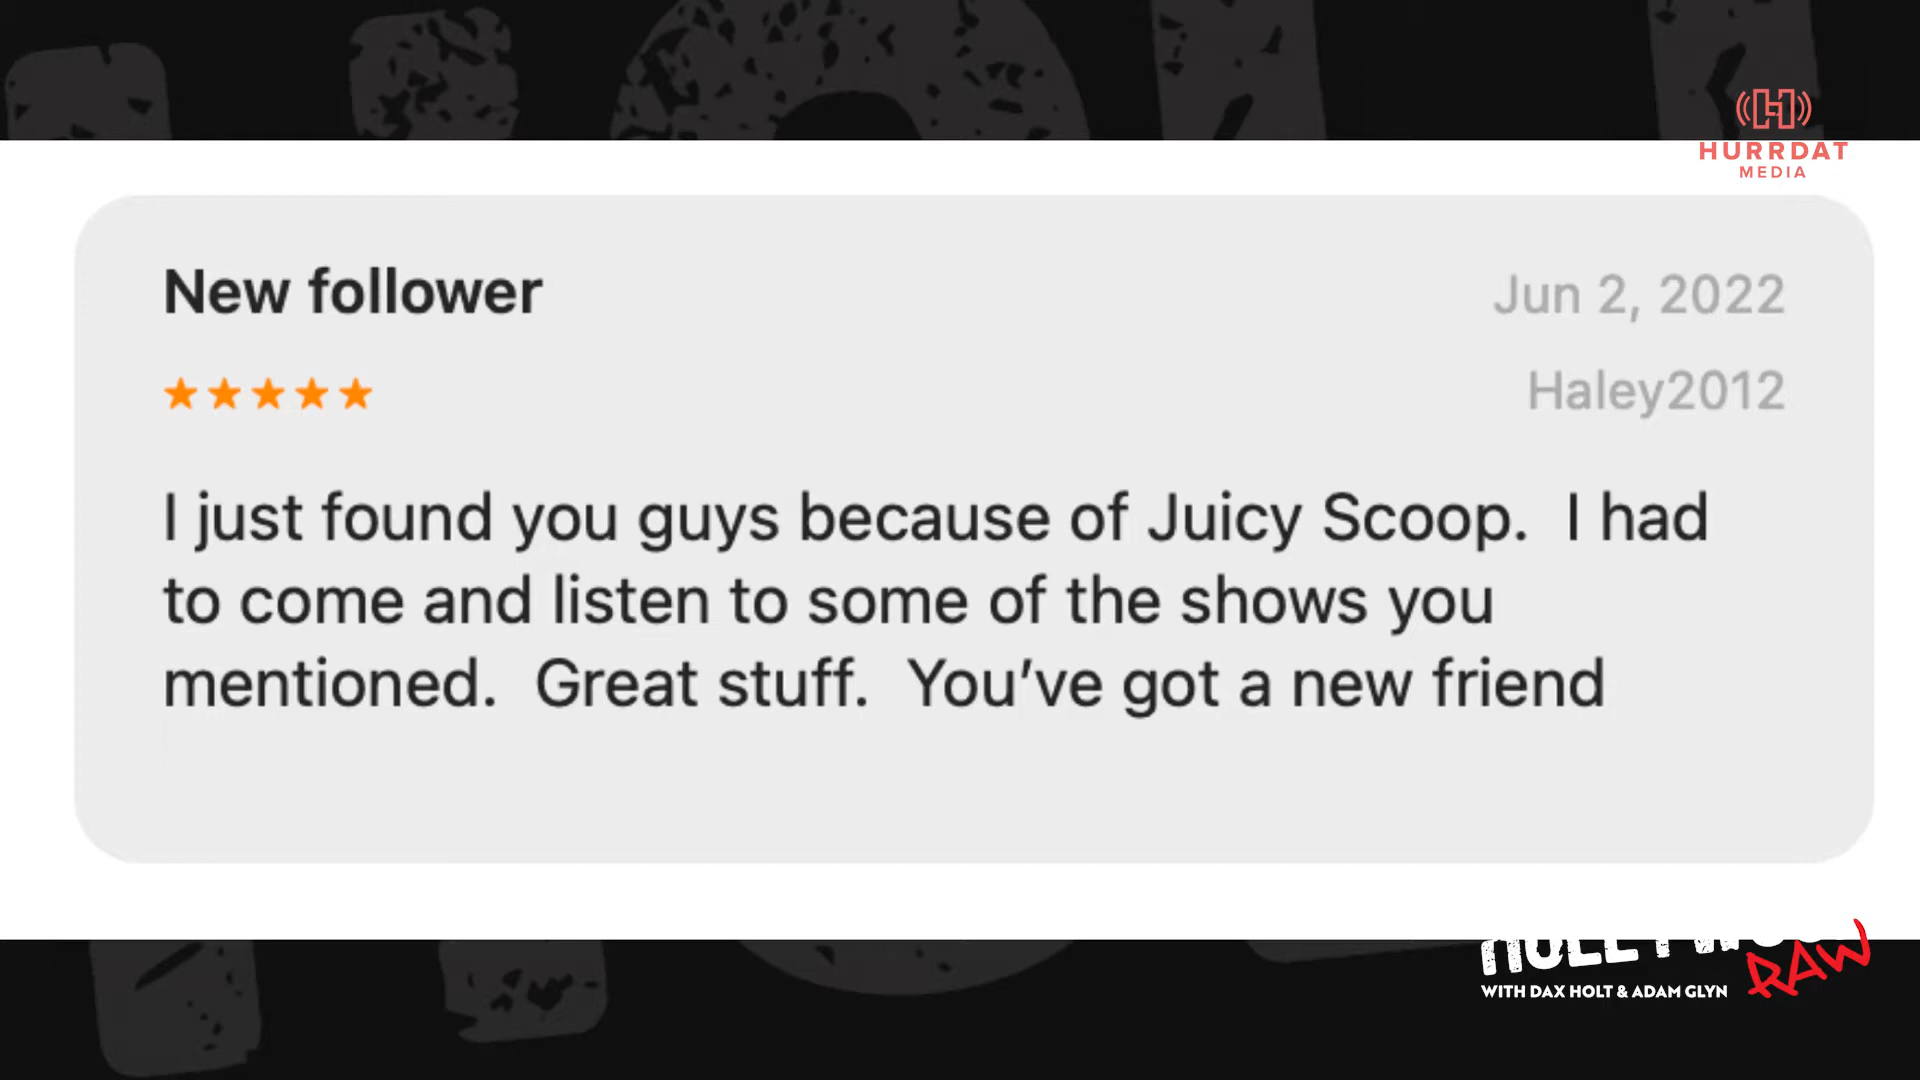 HURRDAT
MEDIA
New follower
Jun 2, 2022
Haley2012
I just found you guys because of Juicy Scoop.  I had
to come and listen to some of the shows you
mentioned.  Great stuff.  You’ve got a new friend
HOLLYWOOD
RAW
WITH DAX HOLT & ADAM GLYN